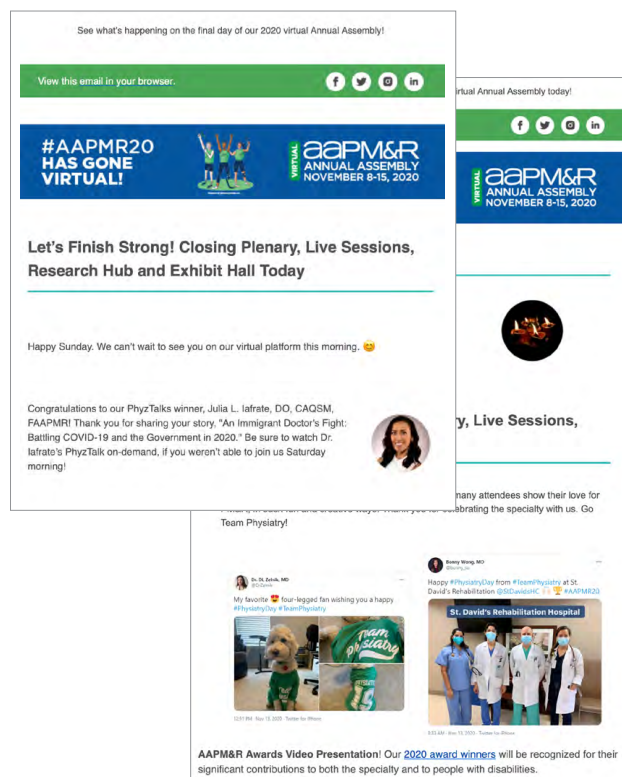 See what's happening on the final day of our 2020 virtual Annual Assembly!
View this email in your browser.
#AAPMR20
HAS GONE
VIRTUAL!
VIRTUAL
aaPM&R
ANNUAL ASSEMBLY
NOVEMBER 8-15, 2020
Let's Finish Strong! Closing Plenary, Live Sessions,
Research Hub and Exhibit Hall Today
Happy Sunday. We can't wait to see you on our virtual platform this morning. 😊
Congratulations to our PhyzTalks winner, Julia L. Iafrate, DO, CAQSM,
FAAPMR! Thank you for sharing your story, "An Immigrant Doctor's Fight:
Battling COVID-19 and the Government in 2020." Be sure to watch Dr.
Iafrate's PhyzTalk on-demand, if you weren't able to join us Saturday
morning!
irtual Annual Assembly today!
VIRTUAL
aaPM&R
ANNUAL ASSEMBLY
NOVEMBER 8-15, 2020
y, Live Sessions,
many attendees show their love for
ebrating the specialty with us. Go
Team Physiatry!
MD
My favorite 😍 four-legged fan wishing you a happy
#PhysiatryDay #TeamPhysiatry
Team
Physiatry
Benny Wang, MD
Happy #PhysiatryDay from #TeamPhysiatry at St.
David's Rehabilitation @StDavidsHC #AAPMR20
St. David's Rehabilitation Hospital
AAPM&R Awards Video Presentation! Our 2020 award winners will be recognized for their
significant contributions to both the specialty and to people with disabilities.